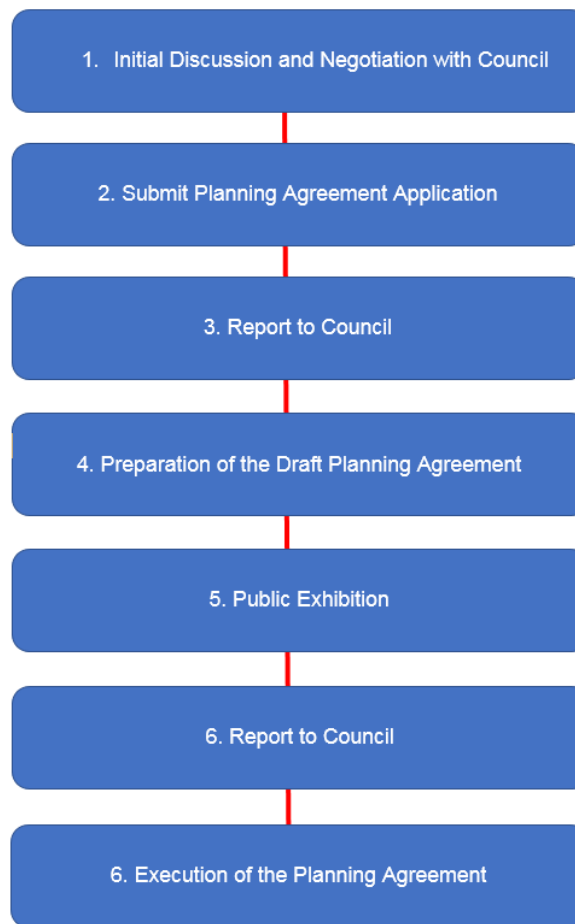 1. Initial Discussion and Negotiation with Council
2. Submit Planning Agreement Application
3. Report to Council
4. Preparation of the Draft Planning Agreement
5. Public Exhibition
6. Report to Council
6. Execution of the Planning Agreement